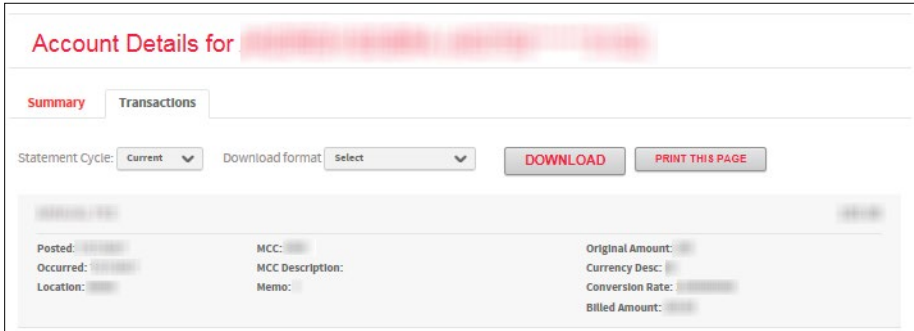 Account Details for
Summary Transactions
Statement Cycle: Current Download format Select DOWNLOAD PRINT THIS PAGE
Posted: MCC: Original Amount:
Occurred: MCC Description: Currency Desc:
Location: Memo: Conversion Rate:
Billed Amount: